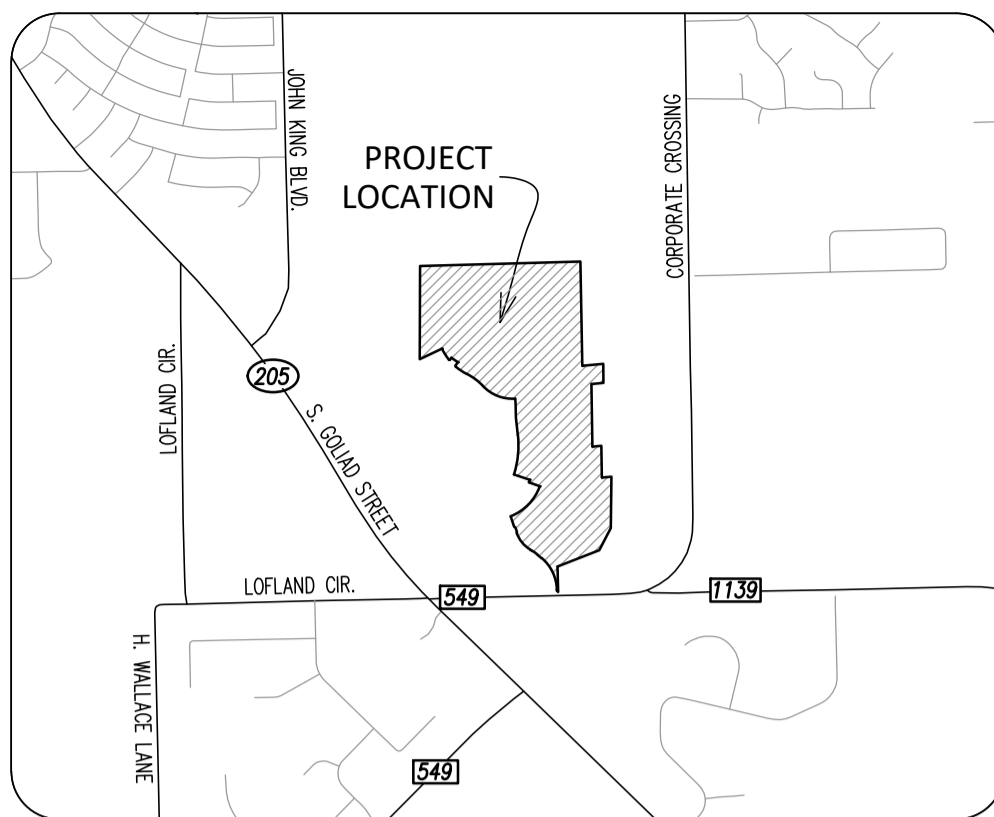 JOHN KING BLVD.
CORPORATE CROSSING
PROJECT
LOCATION
LOFLAND CIR.
205
S. GOLIAD STREET
LOFLAND CIR.
549
1139
H. WALLACE LANE
549